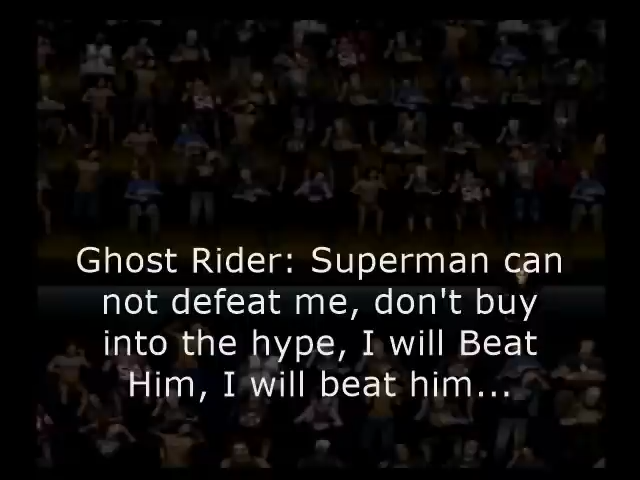 Ghost Rider: Superman can
not defeat me, don't buy
into the hype, I will Beat
Him, I will beat him...